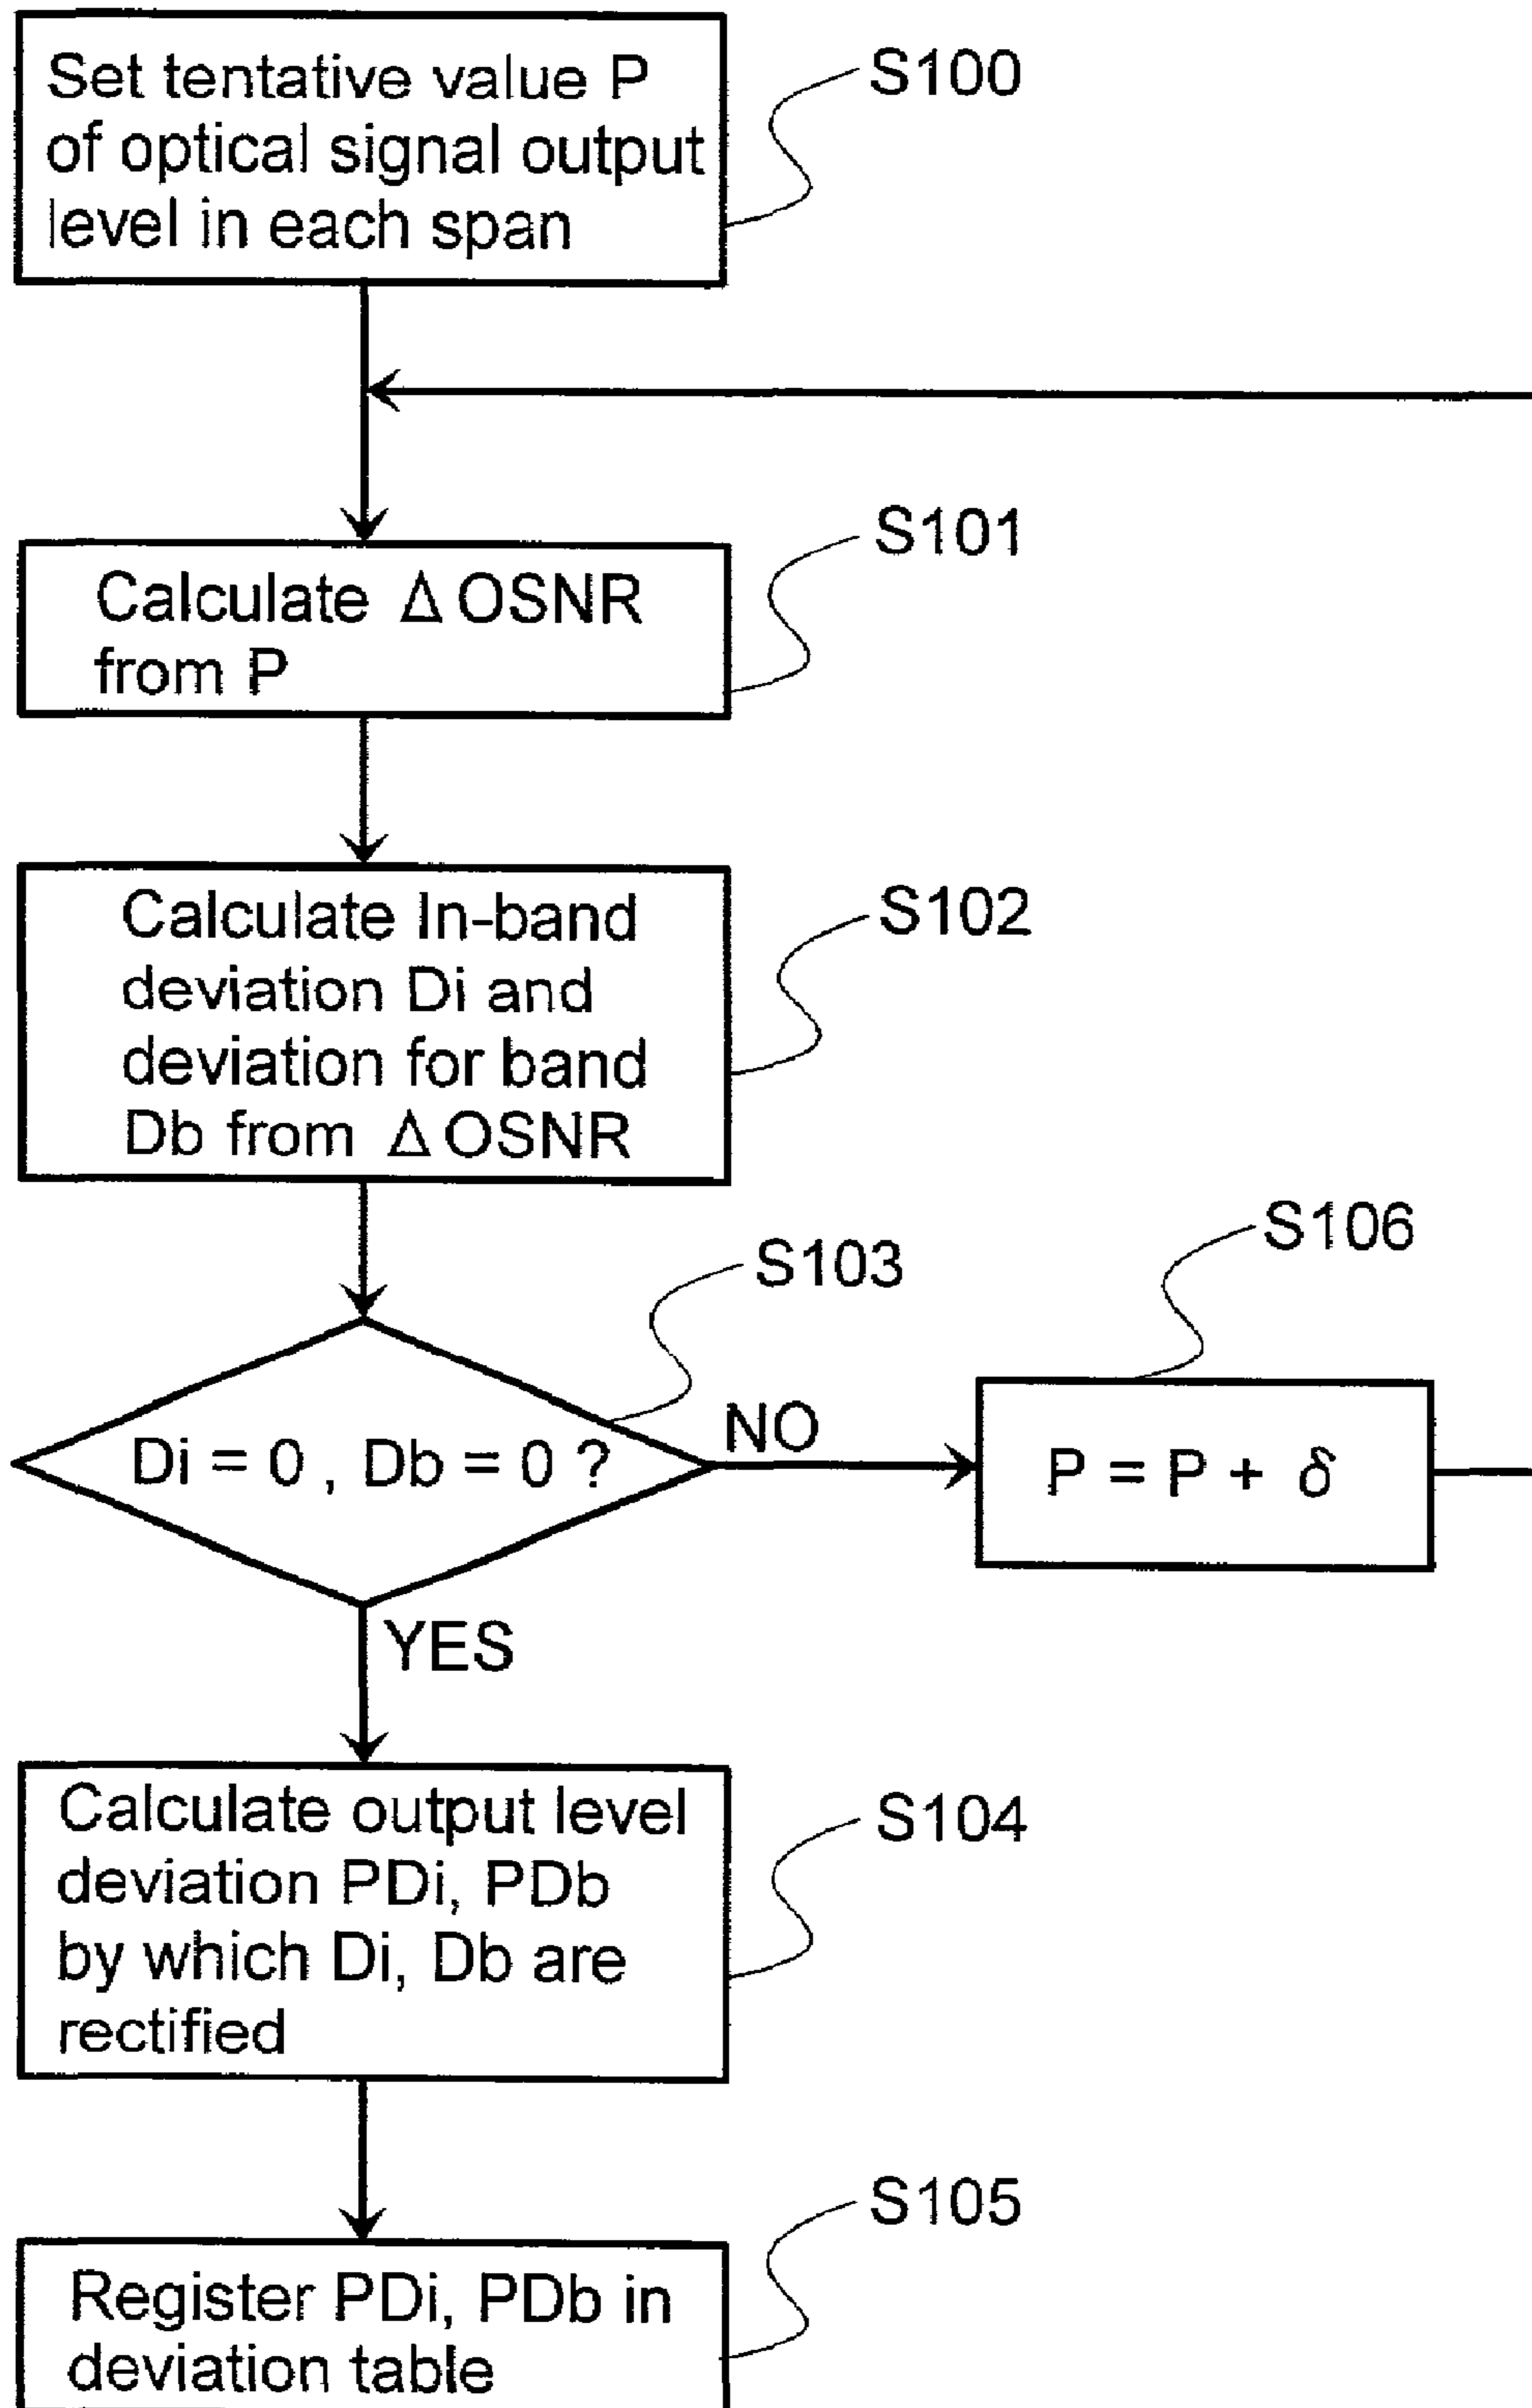 Set tentative value P
of optical signal output
level in each span
S100
Calculate Δ OSNR
from P
S101
Calculate In-band
deviation Di and
deviation for band
Db from Δ OSNR
S102
Di = 0 , Db = 0 ?
S103
NO
P = P + δ
S106
YES
Calculate output level
deviation PDi, PDb
by which Di, Db are
rectified
S104
Register PDi, PDb in
deviation table
S105